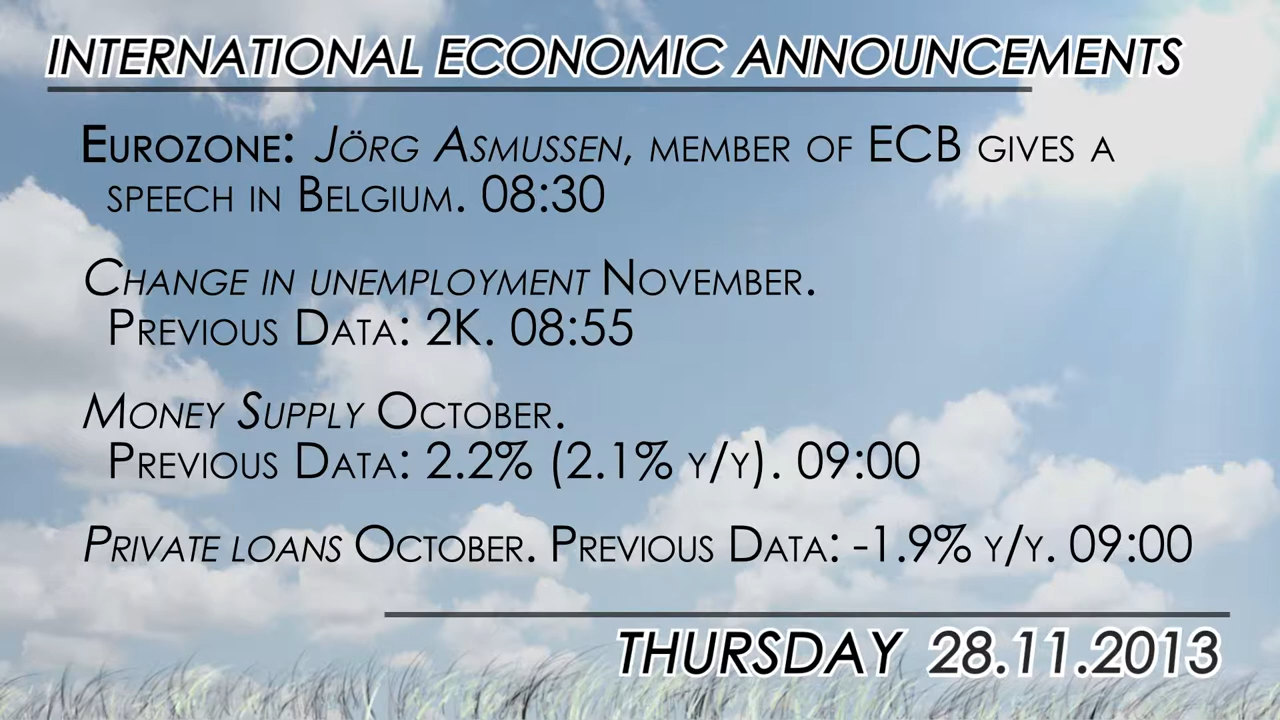 INTERNATIONAL ECONOMIC ANNOUNCEMENTS
EUROZONE: JÖRG ASMUSSEN, MEMBER OF ECB GIVES A
SPEECH IN BELGIUM. 08:30
CHANGE IN UNEMPLOYMENT NOVEMBER.
PREVIOUS DATA: 2K. 08:55
MONEY SUPPLY OCTOBER.
PREVIOUS DATA: 2.2% (2.1% Y/Y). 09:00
PRIVATE LOANS OCTOBER. PREVIOUS DATA: -1.9% Y/Y. 09:00
THURSDAY 28.11.2013